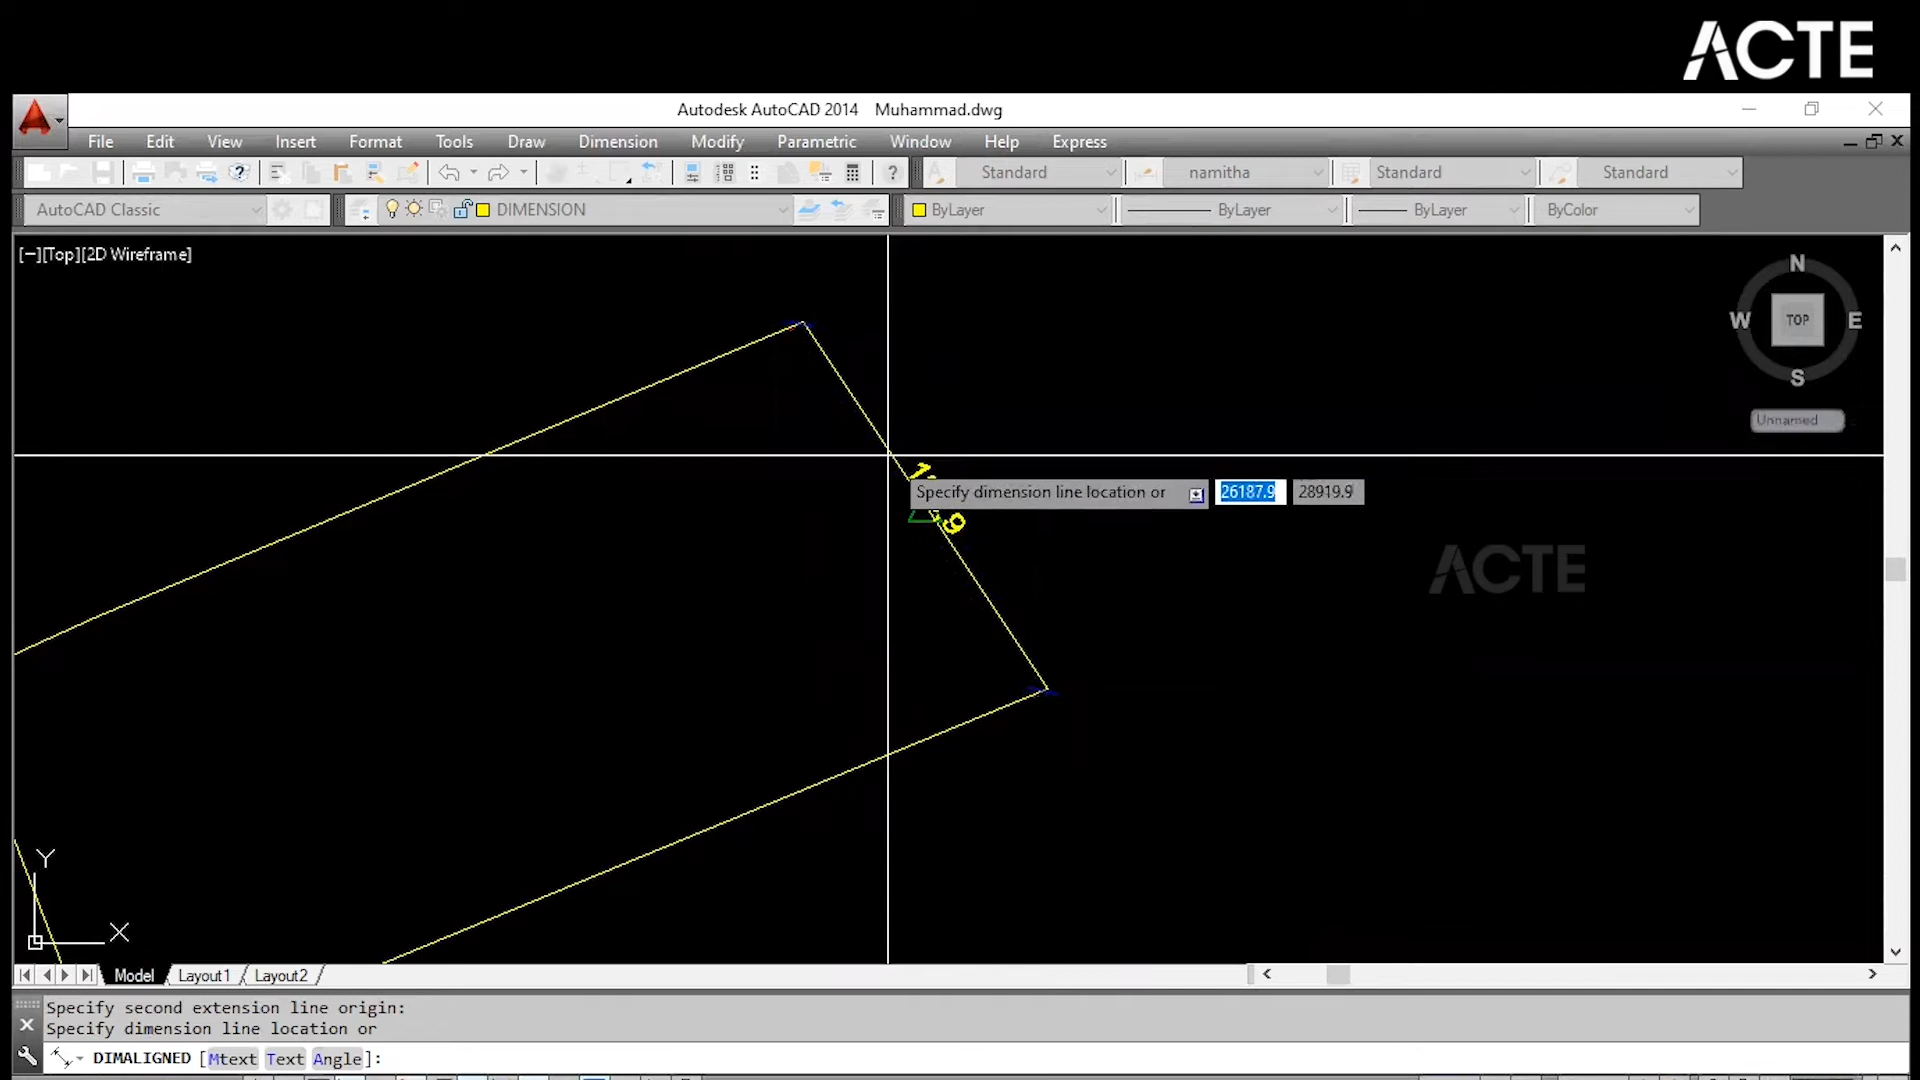 ACTE
Autodesk AutoCAD 2014 Muhammad.dwg
File Edit View Insert Format Tools Draw Dimension Modify Parametric Window Help Express
Standard namitha Standard Standard
AutoCAD Classic DIMENSION ByLayer ByLayer ByLayer ByColor
[−][Top][2D Wireframe]
N
W TOP E
S
Unnamed
Specify dimension line location or 26187.9 28919.9
ACTE
Y
X
Model Layout1 Layout2
Specify second extension line origin:
Specify dimension line location or
DIMALIGNED [Mtext Text Angle]: